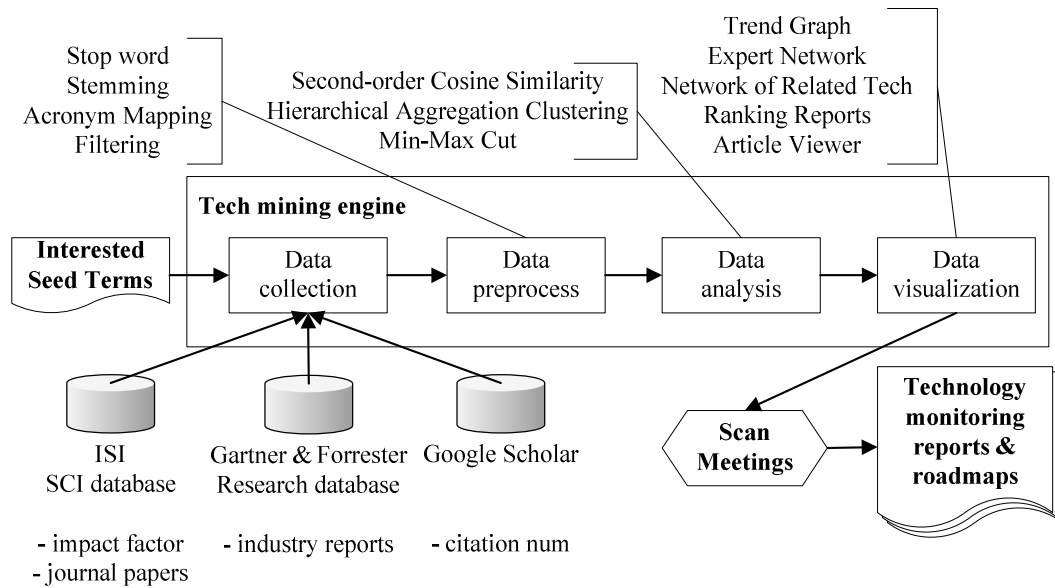 Stop word
Stemming
Acronym Mapping
Filtering
Second-order Cosine Similarity
Hierarchical Aggregation Clustering
Min-Max Cut
Trend Graph
Expert Network
Network of Related Tech
Ranking Reports
Article Viewer
Tech mining engine
Interested
Seed Terms
Data
collection
Data
preprocess
Data
analysis
Data
visualization
ISI
SCI database
- impact factor
- journal papers
Gartner & Forrester
Research database
- industry reports
Google Scholar
- citation num
Scan
Meetings
Technology
monitoring
reports &
roadmaps